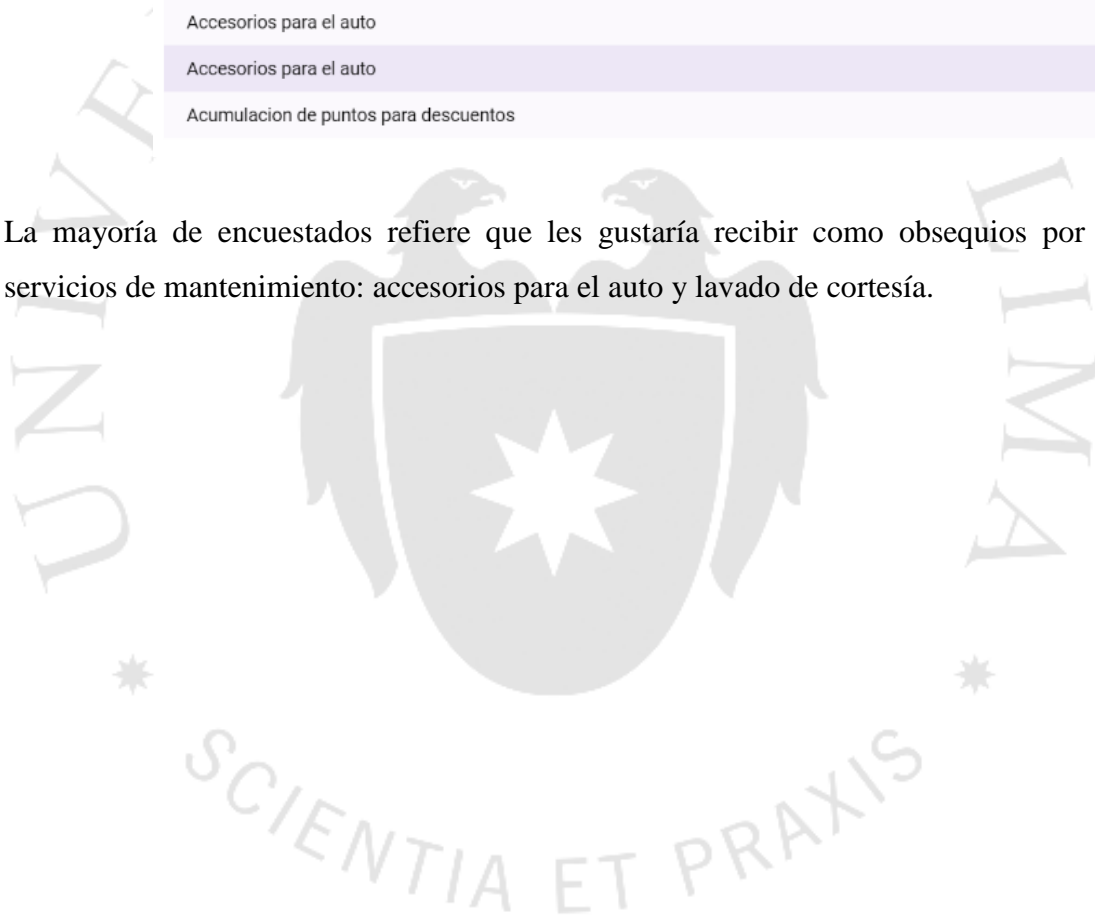 Accesorios para el auto
Accesorios para el auto
Acumulacion de puntos para descuentos
La mayoría de encuestados refiere que les gustaría recibir como obsequios por
servicios de mantenimiento: accesorios para el auto y lavado de cortesía.
UNIVE
LIMA
SCIENTIA ET PRAXIS